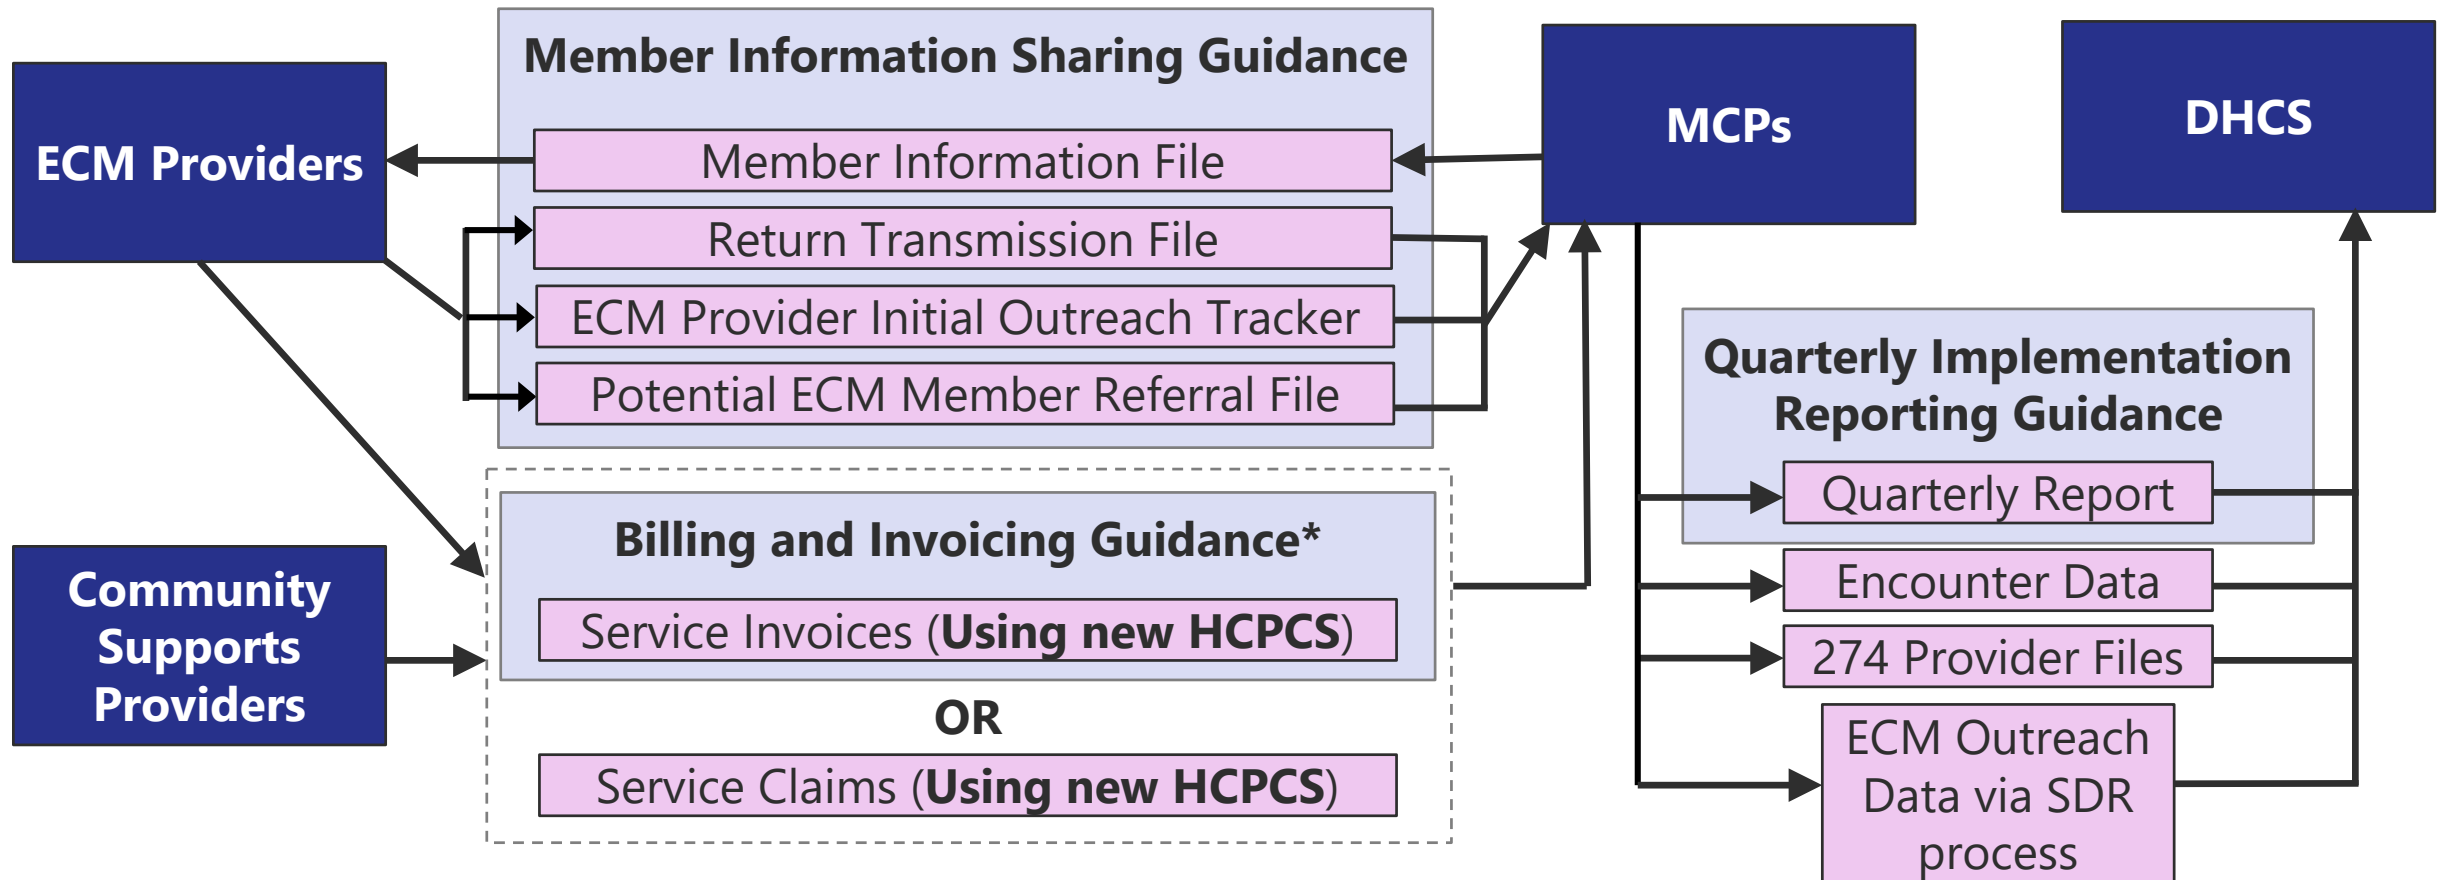 Member Information Sharing Guidance
ECM Providers
Member Information File
Return Transmission File
ECM Provider Initial Outreach Tracker
Potential ECM Member Referral File
MCPs
DHCS
Community
Supports
Providers
Billing and Invoicing Guidance*
Service Invoices (Using new HCPCS)
OR
Service Claims (Using new HCPCS)
Quarterly Implementation
Reporting Guidance
Quarterly Report
Encounter Data
274 Provider Files
ECM Outreach
Data via SDR
process